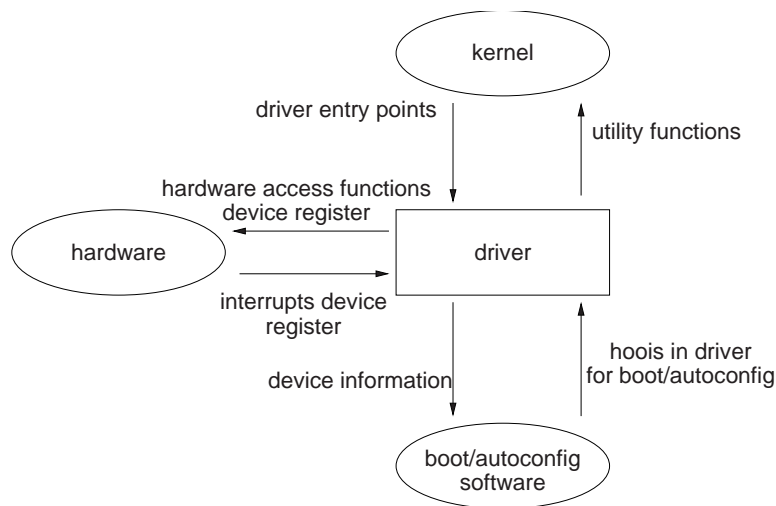 kernel
driver entry points
utility functions
hardware access functions
device register
hardware
driver
interrupts device
register
hoois in driver
for boot/autoconfig
device information
boot/autoconfig
software